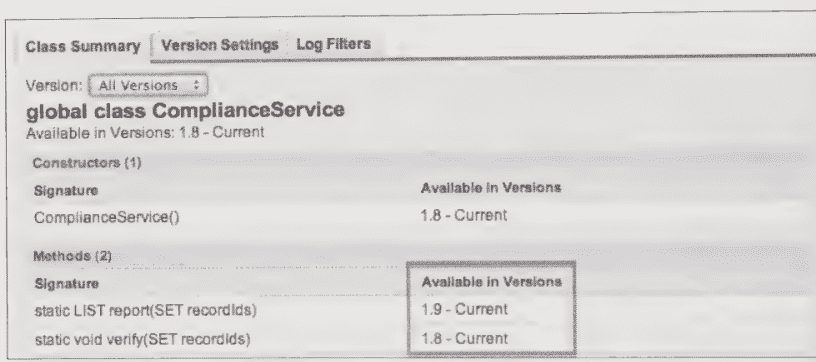 Class Summary Version Settings Log Filters
Version: All Versions
global class ComplianceService
Available in Versions: 1.8 - Current
Constructors (1)
Signature Available in Versions
ComplianceService() 1.8 - Current
Methods (2)
Signature Available in Versions
static LIST report(SET recordIds) 1.9 - Current
static void verify(SET recordIds) 1.8 - Current